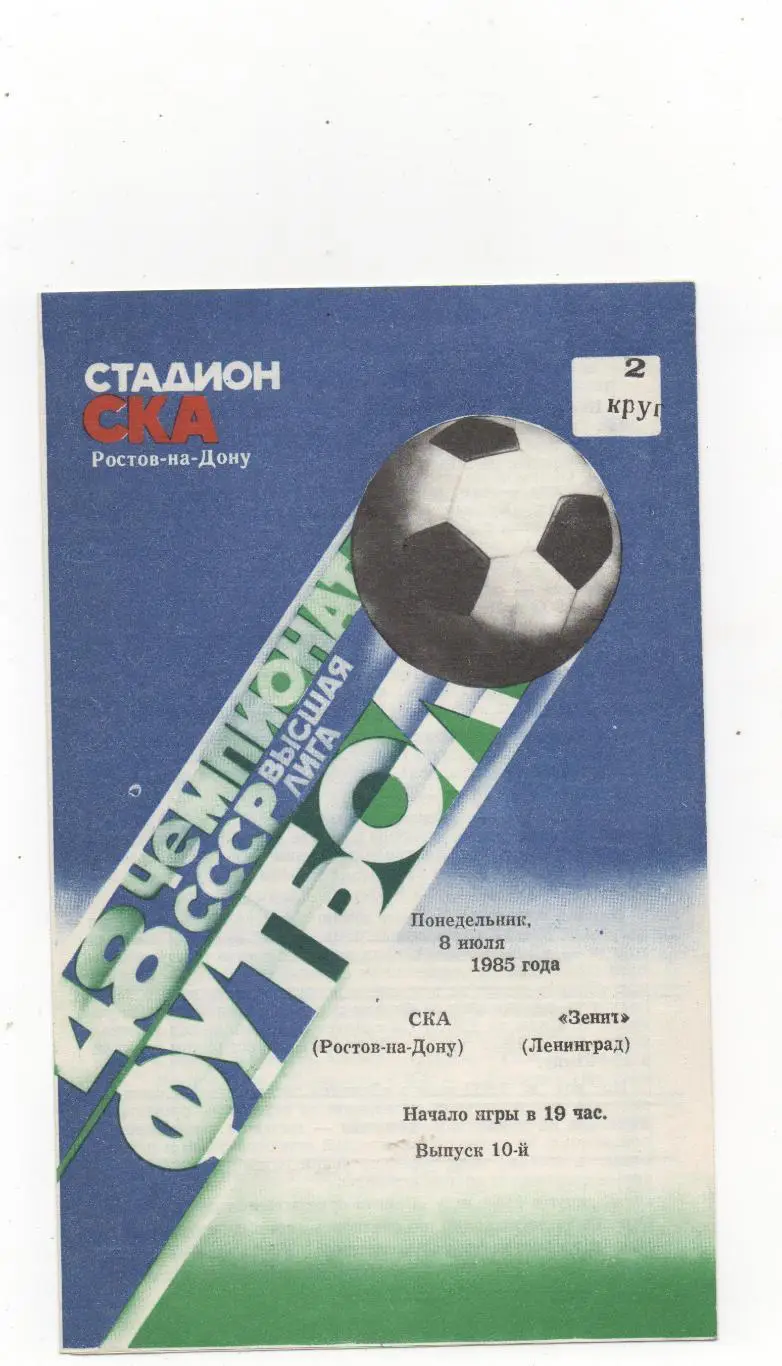 СТАДИОН
СКА
Ростов-на-Дону
2
круг
48 ЧЕМПИОНАТ
СССР
ВЫСШАЯ
ЛИГА
ФУТБОЛ
Понедельник,
8 июля
1985 года
СКА «Зенит»
(Ростов-на-Дону) (Ленинград)
Начало игры в 19 час.
Выпуск 10-й